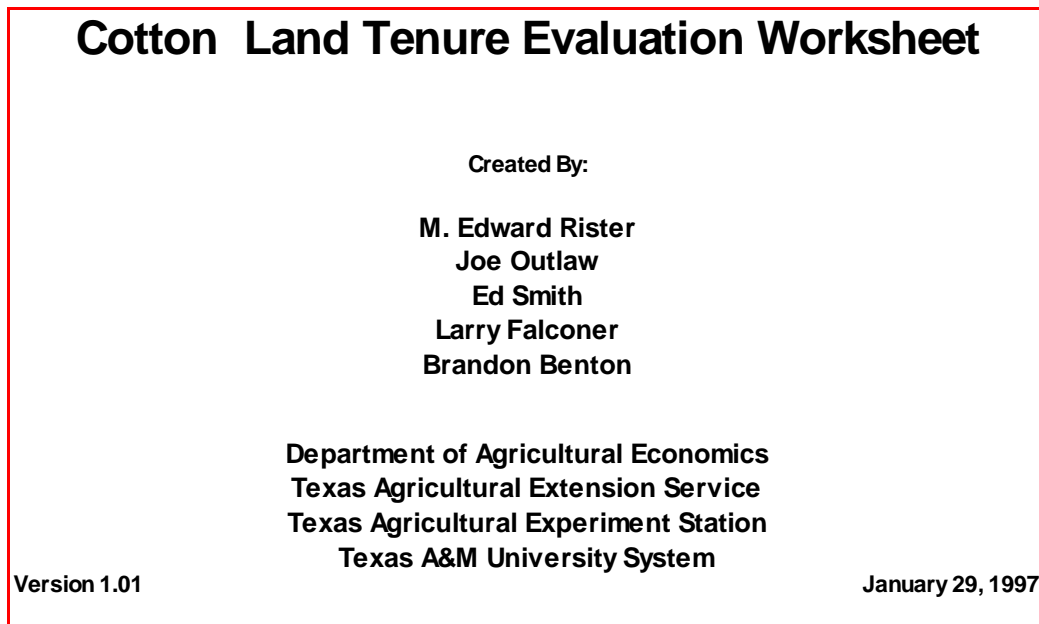 Cotton Land Tenure Evaluation Worksheet
Created By:
M. Edward Rister
Joe Outlaw
Ed Smith
Larry Falconer
Brandon Benton
Department of Agricultural Economics
Texas Agricultural Extension Service
Texas Agricultural Experiment Station
Texas A&M University System
Version 1.01 January 29, 1997